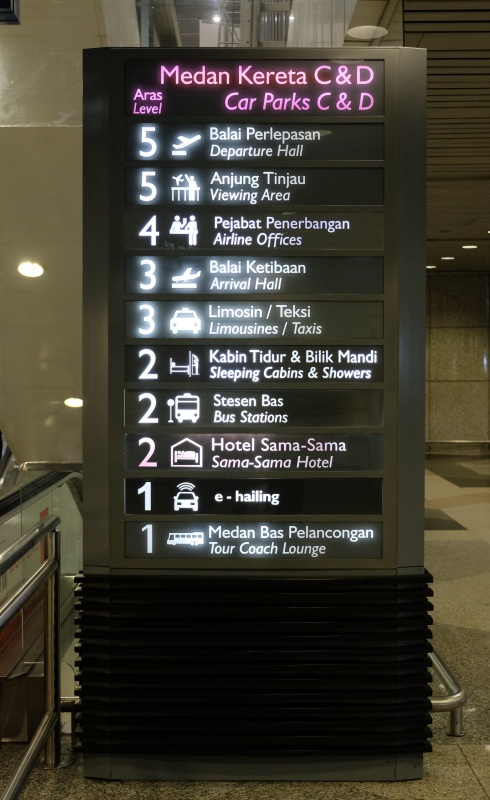 Medan Kereta C & D
Aras
Level
Car Parks C & D
5 Balai Perlepasan
Departure Hall
5 Anjung Tinjau
Viewing Area
4 Pejabat Penerbangan
Airline Offices
3 Balai Ketibaan
Arrival Hall
3 Limosin / Teksi
Limousines / Taxis
2 Kabin Tidur & Bilik Mandi
Sleeping Cabins & Showers
2 Stesen Bas
Bus Stations
2 Hotel Sama-Sama
Sama-Sama Hotel
1 e - hailing
1 Medan Bas Pelancongan
Tour Coach Lounge